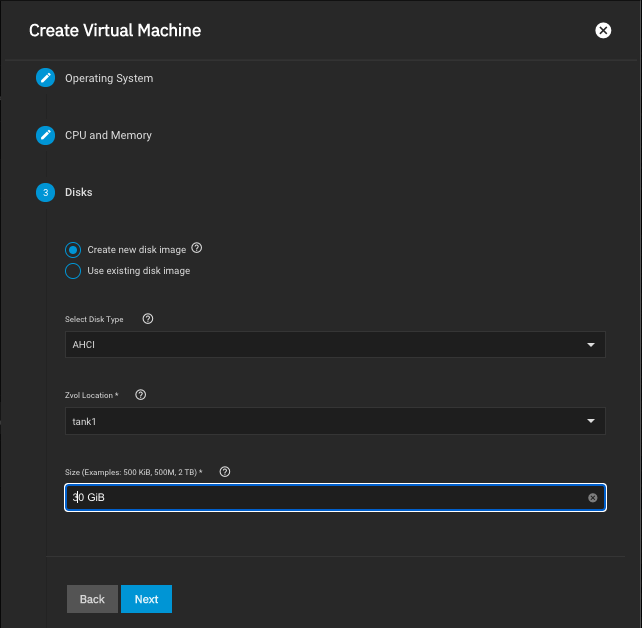 Create Virtual Machine
Operating System
CPU and Memory
3 Disks
Create new disk image
Use existing disk image
Select Disk Type
AHCI
Zvol Location *
tank1
Size (Examples: 500 KiB, 500M, 2 TB) *
30 GiB
Back Next